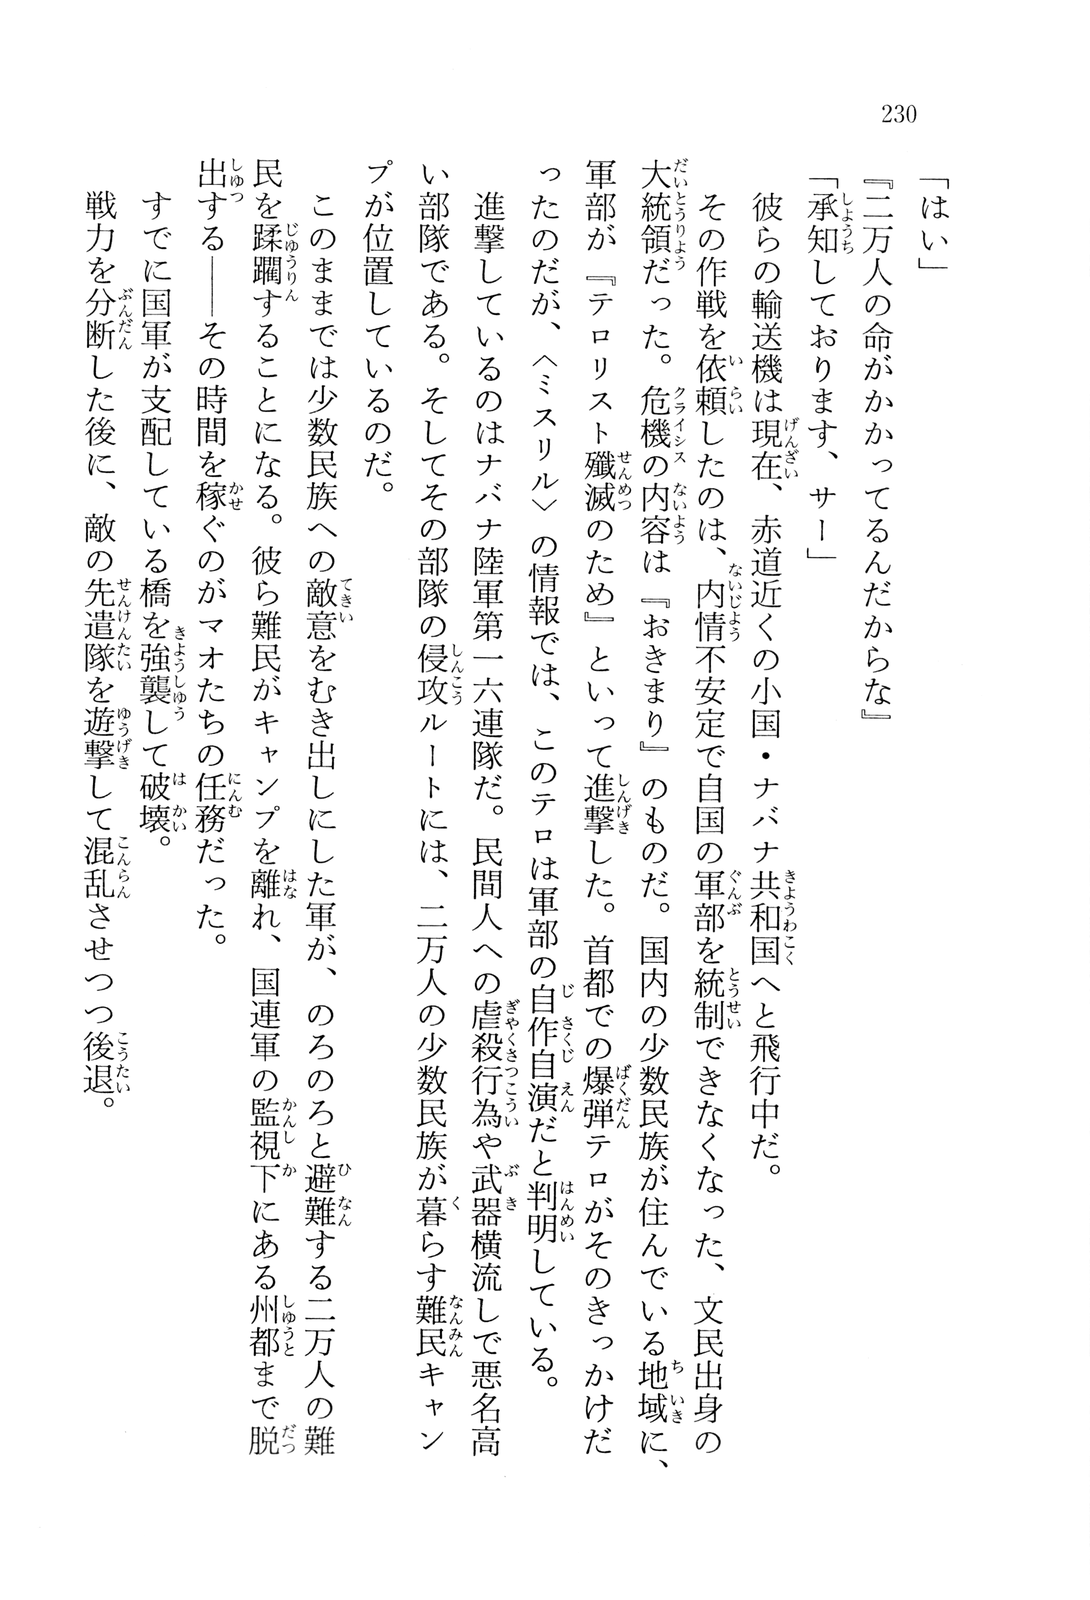 230
「はい」
『二万人の命がかかってるんだからな』
「承知しております、サー」
　彼らの輸送機は現在、赤道近くの小国・ナバナ共和国へと飛行中だ。
　その作戦を依頼したのは、内情不安定で自国の軍部を統制できなくなった、文民出身の
大統領だった。危機の内容は『おきまり』のものだ。国内の少数民族が住んでいる地域に、
軍部が『テロリスト殲滅のため』といって進撃した。首都での爆弾テロがそのきっかけだ
ったのだが、〈ミスリル〉の情報では、このテロは軍部の自作自演だと判明している。
　進撃しているのはナバナ陸軍第一六連隊だ。民間人への虐殺行為や武器横流しで悪名高
い部隊である。そしてその部隊の侵攻ルートには、二万人の少数民族が暮らす難民キャン
プが位置しているのだ。
　このままでは少数民族への敵意をむき出しにした軍が、のろのろと避難する二万人の難
民を蹂躙することになる。彼ら難民がキャンプを離れ、国連軍の監視下にある州都まで脱
出する――その時間を稼ぐのがマオたちの任務だった。
　すでに国軍が支配している橋を強襲して破壊。
　戦力を分断した後に、敵の先遣隊を遊撃して混乱させつつ後退。